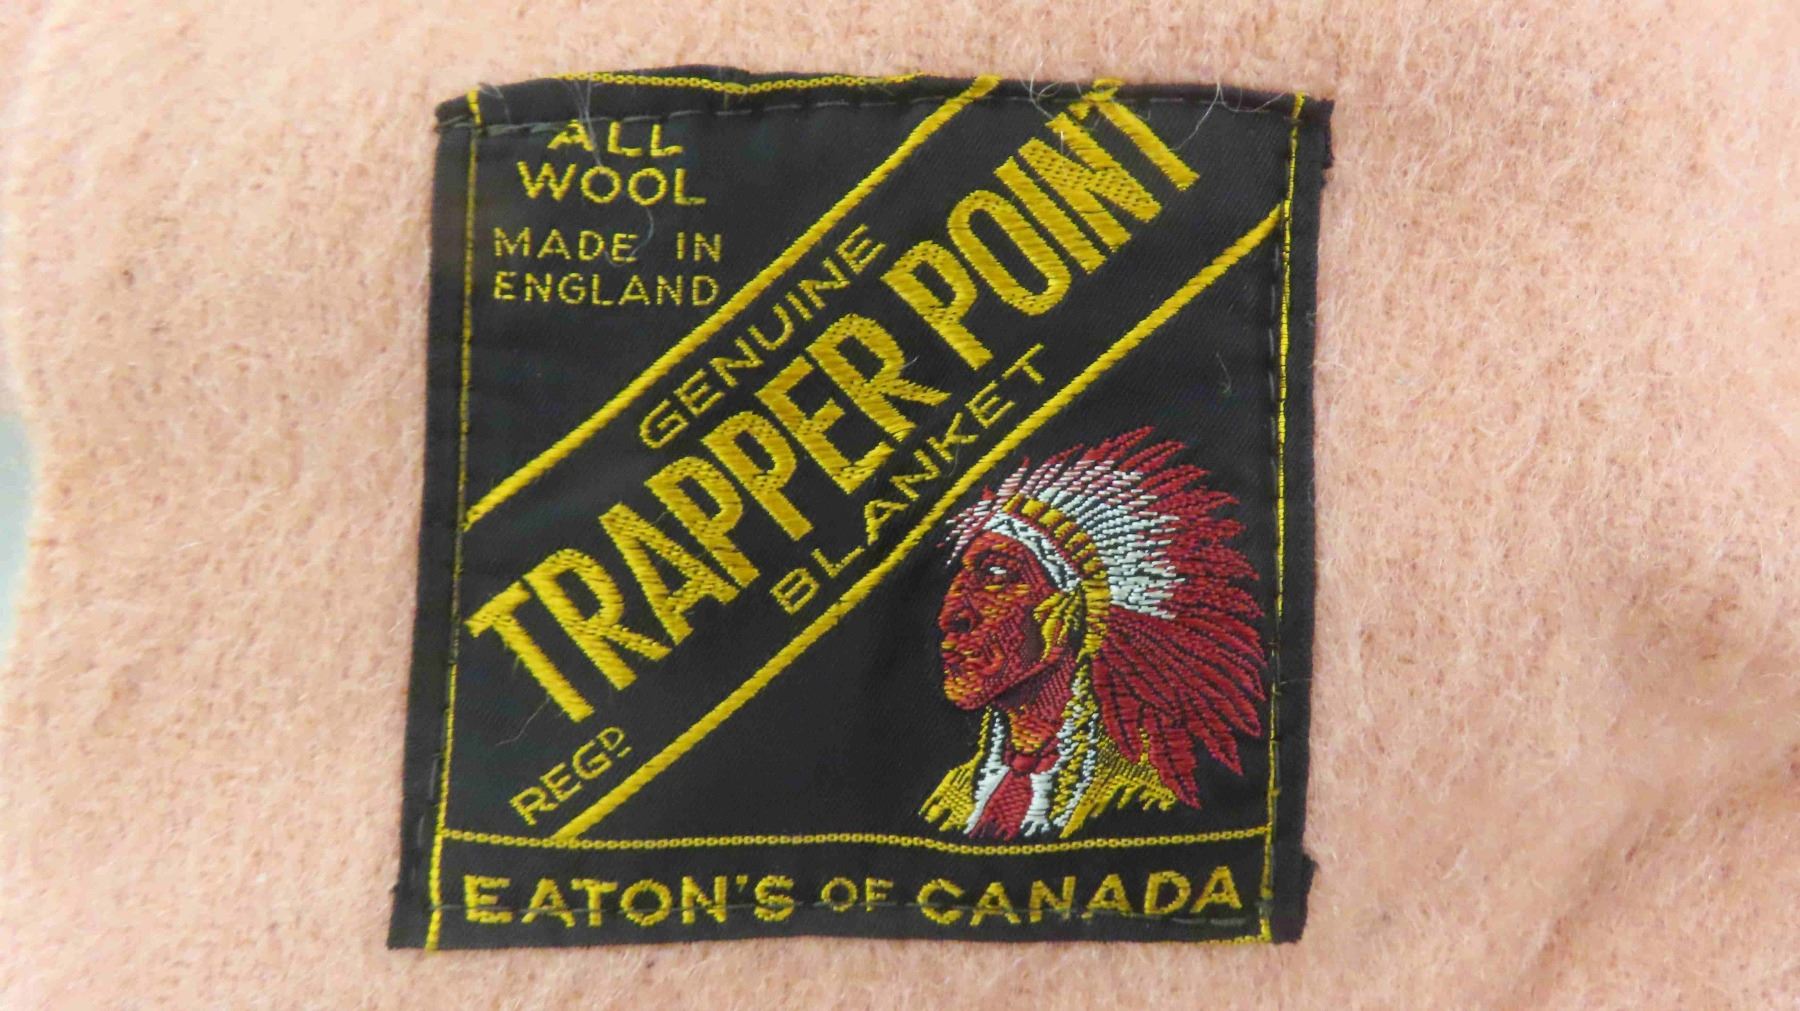 ALL
WOOL
MADE IN
ENGLAND
GENUINE
TRAPPER POINT
BLANKET
REGD
EATON'S OF CANADA